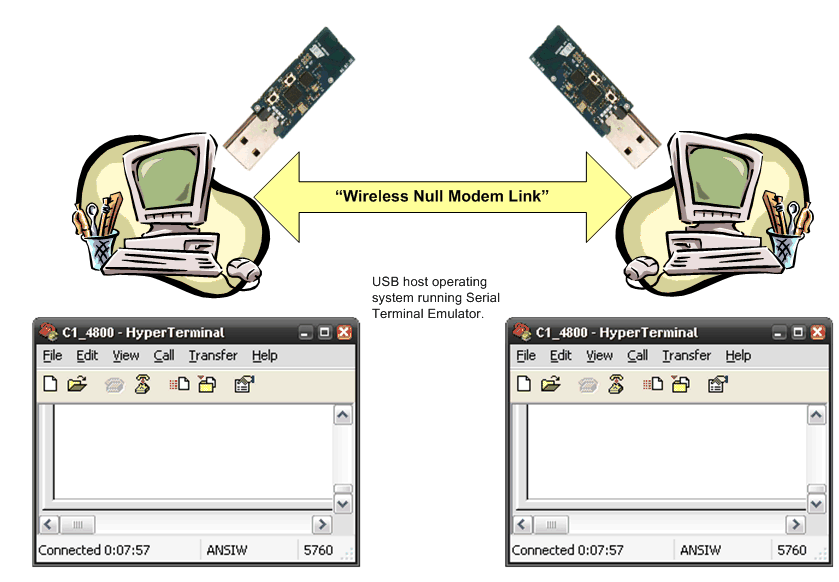 “Wireless Null Modem Link”
USB host operating
system running Serial
Terminal Emulator.
C1_4800 - HyperTerminal
File Edit View Call Transfer Help
Connected 0:07:57 ANSIW 5760
C1_4800 - HyperTerminal
File Edit View Call Transfer Help
Connected 0:07:57 ANSIW 5760